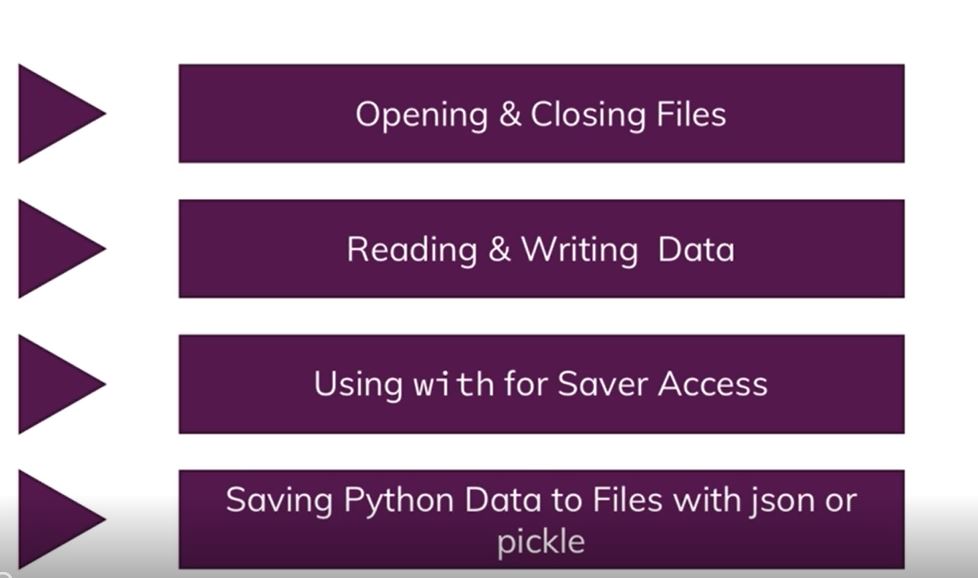 Opening & Closing Files
Reading & Writing  Data
Using with for Saver Access
Saving Python Data to Files with json or
pickle